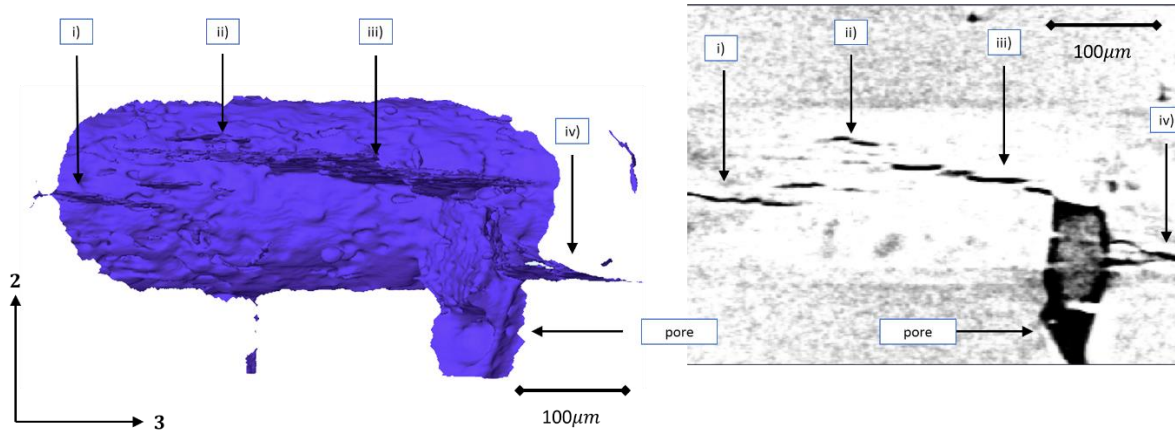 i)
ii)
iii)
iv)
pore
100μm
2
3
i)
ii)
iii)
iv)
pore
100μm